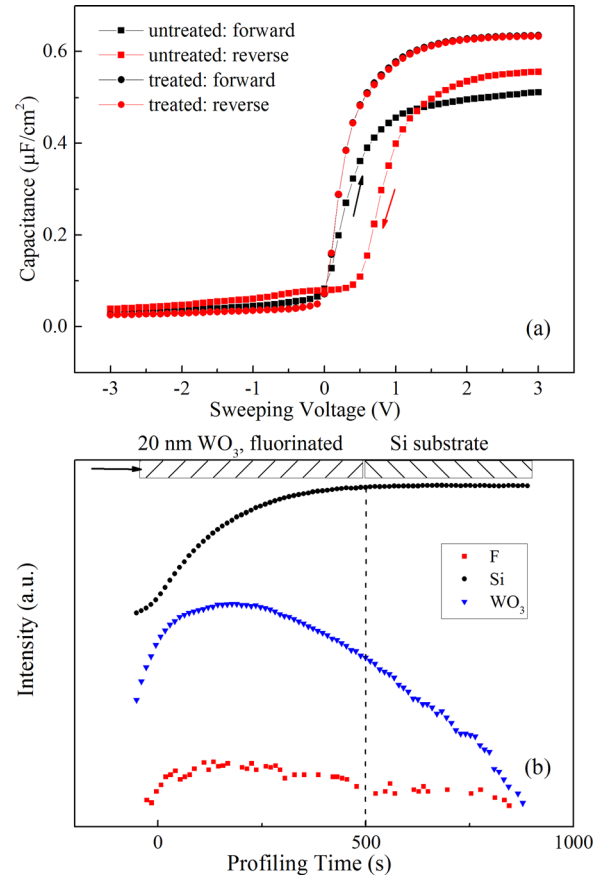 untreated: forward
untreated: reverse
treated: forward
treated: reverse
0.6
0.4
0.2
0.0
Capacitance (μF/cm²)
(a)
-3 -2 -1 0 1 2 3
Sweeping Voltage (V)
20 nm WO₃, fluorinated Si substrate
F
Si
WO₃
Intensity (a.u.)
(b)
0 500 1000
Profiling Time (s)